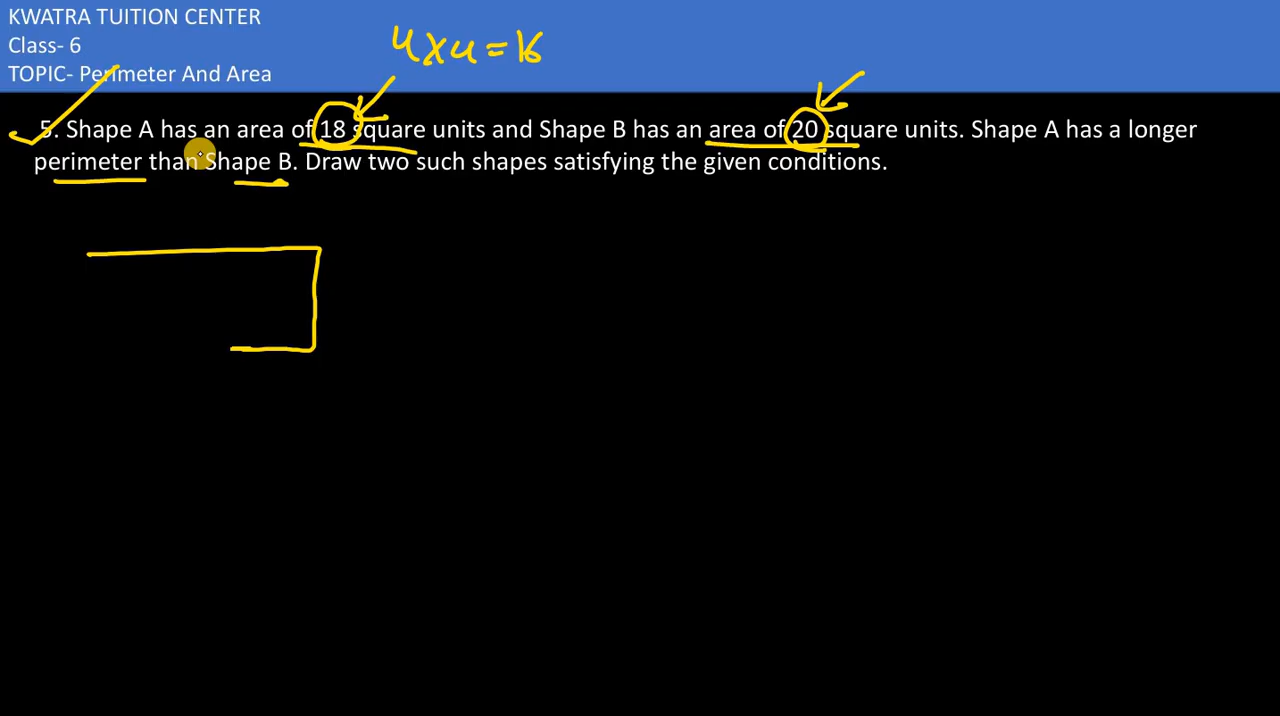 KWATRA TUITION CENTER
Class- 6
TOPIC- Perimeter And Area
4x4=16
5. Shape A has an area of 18 square units and Shape B has an area of 20 square units. Shape A has a longer
perimeter than Shape B. Draw two such shapes satisfying the given conditions.